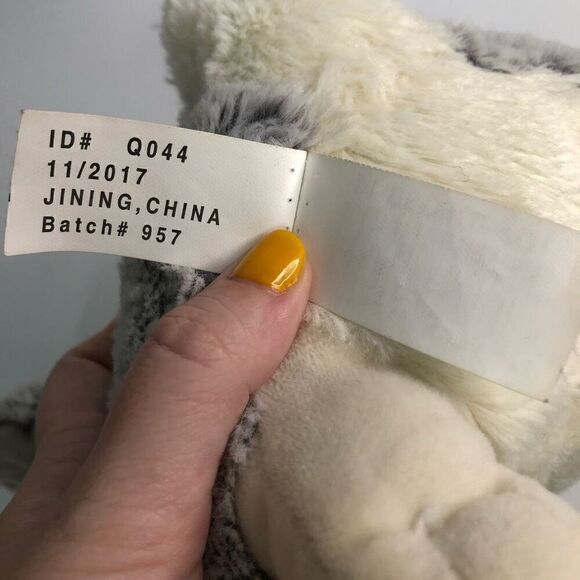 ID# Q044
11/2017
JINING,CHINA
Batch# 957